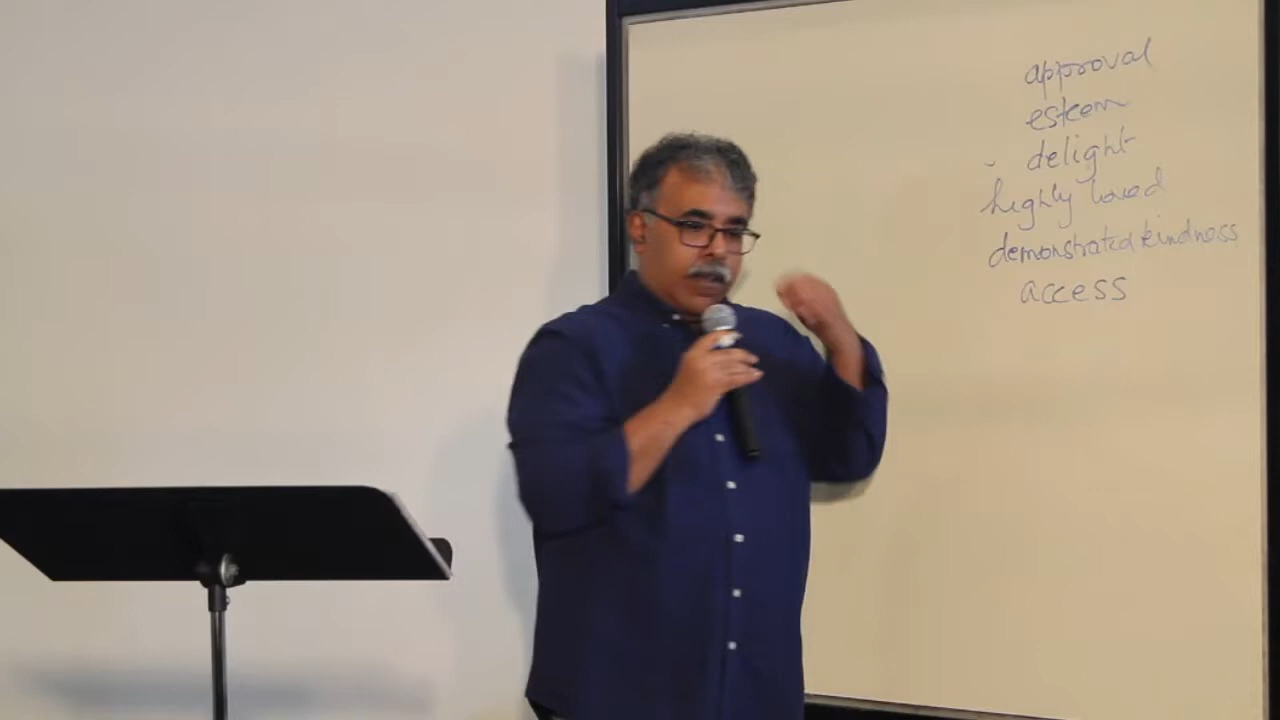 approval
esteem
delight
highly loved
demonstrated kindness
access